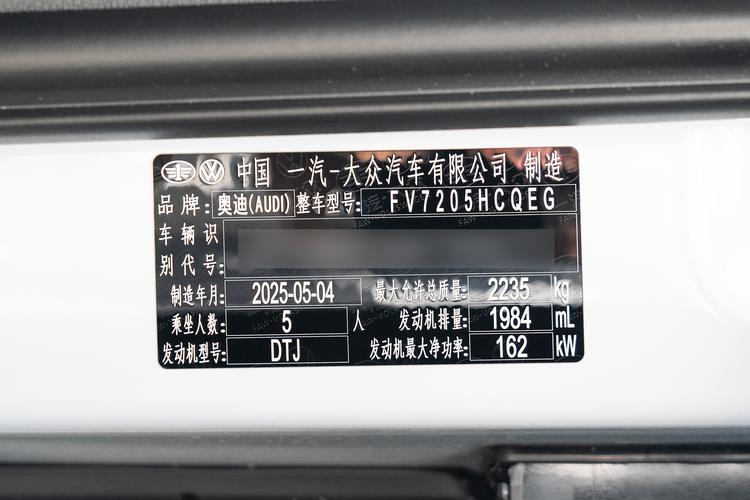 中国 一汽-大众汽车有限公司 制造
品牌: 奥迪(AUDI) 整车型号: FV7205HCQEG
车辆识
别代号:
制造年月: 2025-05-04 最大允许总质量: 2235 kg
乘坐人数: 5 人 发动机排量: 1984 mL
发动机型号: DTJ 发动机最大净功率: 162 kW